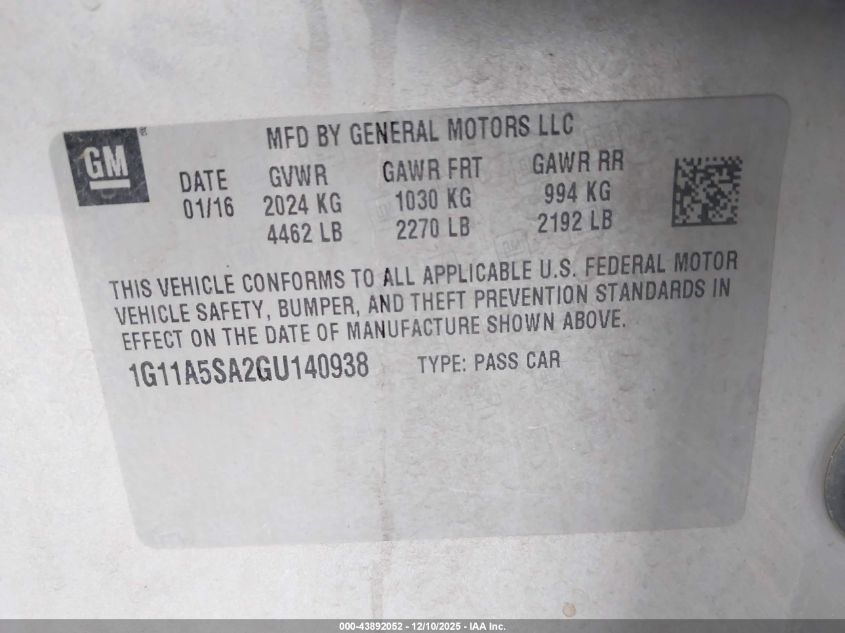 GM
MFD BY GENERAL MOTORS LLC
DATE GVWR GAWR FRT GAWR RR
01/16 2024 KG 1030 KG 994 KG
4462 LB 2270 LB 2192 LB
THIS VEHICLE CONFORMS TO ALL APPLICABLE U.S. FEDERAL MOTOR
VEHICLE SAFETY, BUMPER, AND THEFT PREVENTION STANDARDS IN
EFFECT ON THE DATE OF MANUFACTURE SHOWN ABOVE.
1G11A5SA2GU140938 TYPE: PASS CAR
000-43892052 - 12/10/2025 - IAA Inc.